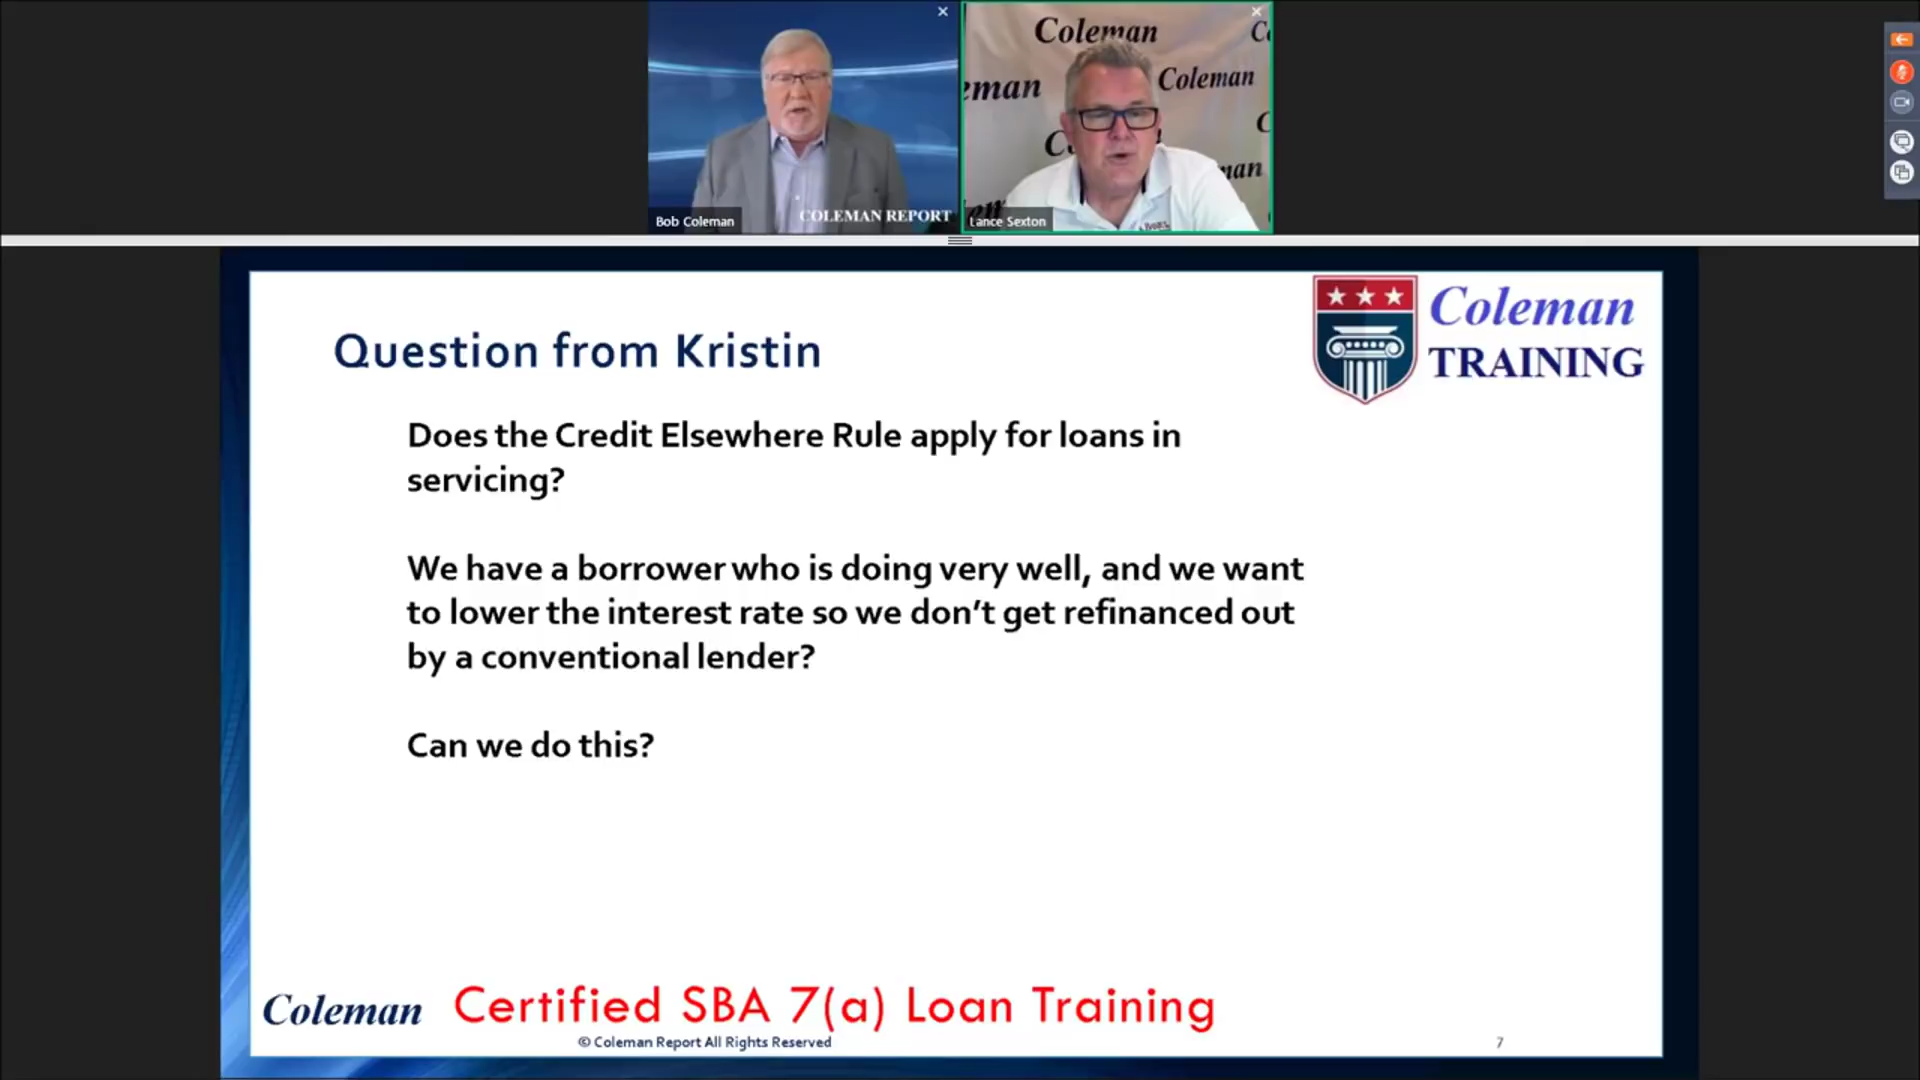 Coleman
eman
Coleman
man
Bob Coleman
COLEMAN REPORT
Lance Sexton
Coleman
TRAINING
Question from Kristin
Does the Credit Elsewhere Rule apply for loans in
servicing?
We have a borrower who is doing very well, and we want
to lower the interest rate so we don’t get refinanced out
by a conventional lender?
Can we do this?
Coleman
Certified SBA 7(a) Loan Training
© Coleman Report All Rights Reserved
7